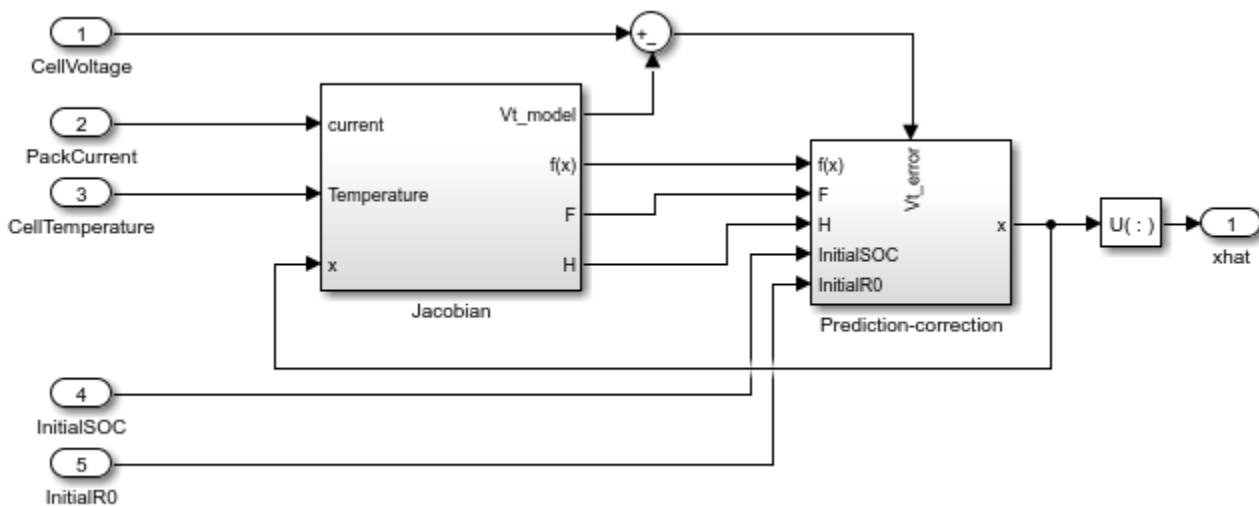 1
CellVoltage
+
-
2
PackCurrent
3
CellTemperature
current
Temperature
x
Vt_model
f(x)
F
H
Jacobian
Vt_error
f(x)
F
H
InitialSOC
InitialR0
x
Prediction-correction
U( : )
1
xhat
4
InitialSOC
5
InitialR0